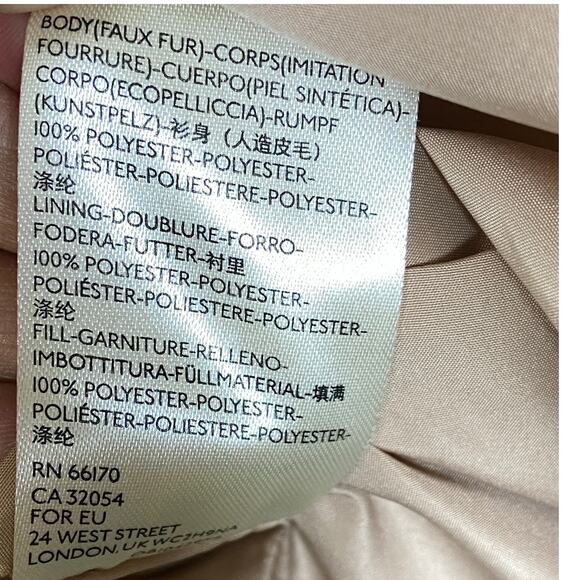 BODY(FAUX FUR)-CORPS(IMITATION
FOURRURE)-CUERPO(PIEL SINTÉTICA)-
CORPO(ECOPELLICCIA)-RUMPF
(KUNSTPELZ)-衫身（人造皮毛）
100% POLYESTER-POLYESTER-
POLIÉSTER-POLIESTERE-POLYESTER-
涤纶
LINING-DOUBLURE-FORRO-
FODERA-FUTTER-衬里
100% POLYESTER-POLYESTER-
POLIÉSTER-POLIESTERE-POLYESTER-
涤纶
FILL-GARNITURE-RELLENO-
IMBOTTITURA-FÜLLMATERIAL-填满
100% POLYESTER-POLYESTER-
POLIÉSTER-POLIESTERE-POLYESTER-
涤纶
RN 66170
CA 32054
FOR EU
24 WEST STREET
LONDON, UK WC2H9NA